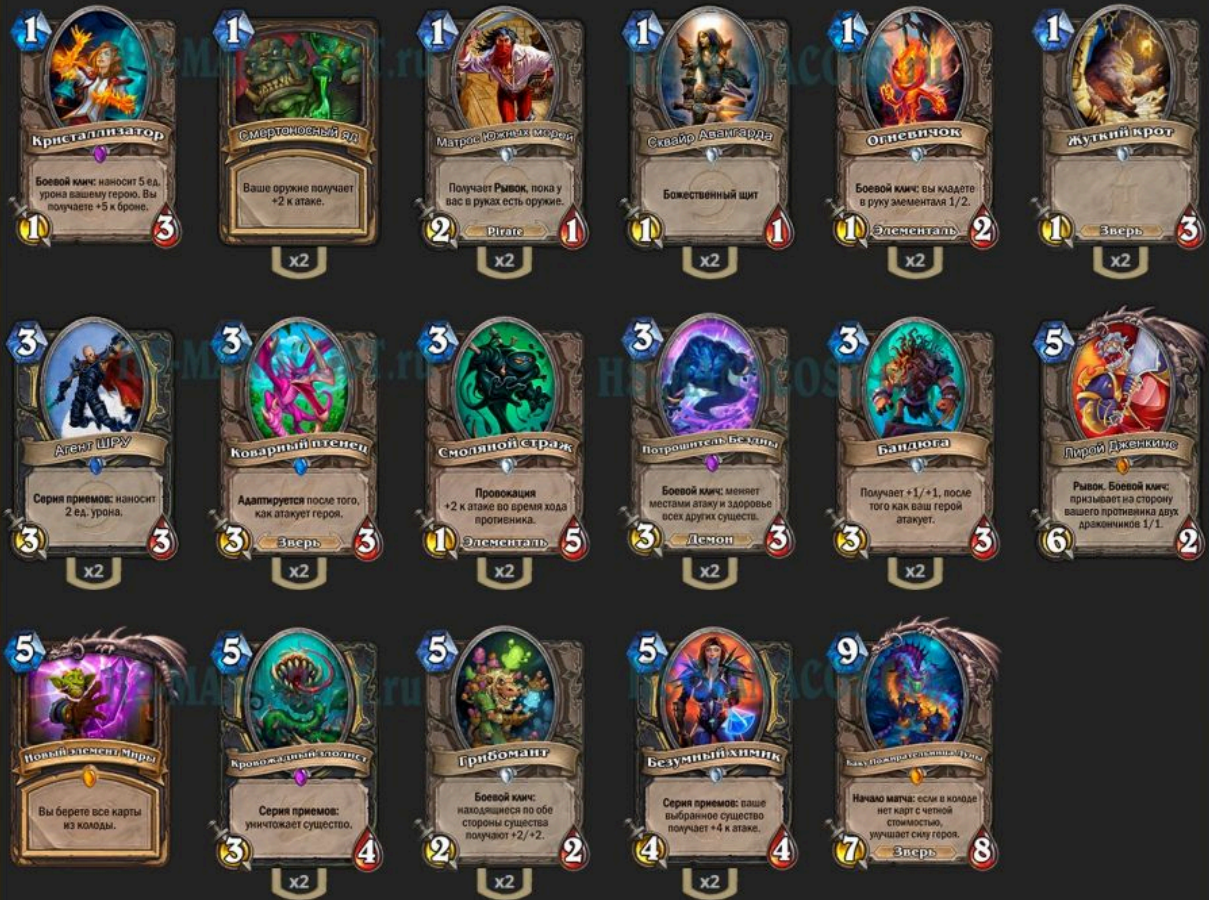 1
Кристаллизатор
Боевой клич: наносит 5 ед.
урона вашему герою. Вы
получаете +5 к броне.
1
3
1
Смертоносный яд
Ваше оружие получает
+2 к атаке.
x2
1
Матрос Южных морей
Получает Рывок, пока у
вас в руках есть оружие.
2
Pirate
1
x2
1
Сквайр Авангарда
Божественный щит
1
1
x2
1
Огневичок
Боевой клич: вы кладете
в руку элементаля 1/2.
1
Элементаль
2
x2
1
Жуткий крот
1
Зверь
3
x2
3
Агент ШРУ
Серия приемов: наносит
2 ед. урона.
3
3
x2
3
Коварный птенец
Адаптируется после того,
как атакует героя.
3
Зверь
3
x2
3
Смоляной страж
Провокация
+2 к атаке во время хода
противника.
1
Элементаль
5
x2
3
Потрошитель Бездны
Боевой клич: меняет
местами атаку и здоровье
всех других существ.
3
Демон
3
x2
3
Бандюга
Получает +1/+1, после
того как ваш герой
атакует.
3
3
x2
5
Лирой Дженкинс
Рывок. Боевой клич:
призывает на сторону
вашего противника двух
дракончиков 1/1.
6
2
5
Новый элемент Миры
Вы берете все карты
из колоды.
5
Кровожадный злолист
Серия приемов:
уничтожает существо.
3
4
x2
5
Грибомант
Боевой клич:
находящиеся по обе
стороны существа
получают +2/+2.
2
2
x2
5
Безумный химик
Серия приемов: ваше
выбранное существо
получает +4 к атаке.
4
4
x2
9
Баку Пожирательница Луны
Начало матча: если в колоде
нет карт с четной
стоимостью,
улучшает силу героя.
7
Зверь
8